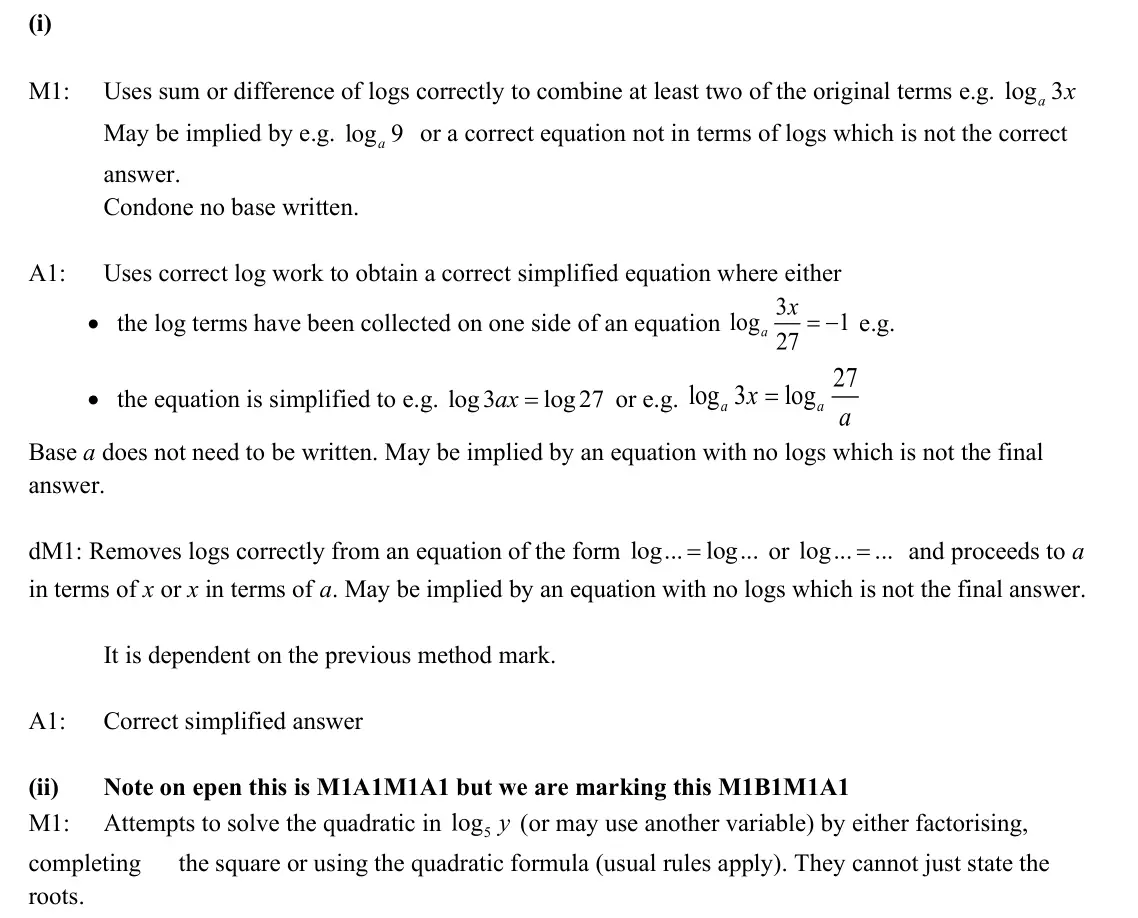 (i)
M1: Uses sum or difference of logs correctly to combine at least two of the original terms e.g. logₐ 3x
May be implied by e.g. logₐ 9 or a correct equation not in terms of logs which is not the correct
answer.
Condone no base written.
A1: Uses correct log work to obtain a correct simplified equation where either
• the log terms have been collected on one side of an equation logₐ 3x/27 = −1 e.g.
• the equation is simplified to e.g. log 3ax = log 27 or e.g. logₐ 3x = logₐ 27/a
Base a does not need to be written. May be implied by an equation with no logs which is not the final
answer.
dM1: Removes logs correctly from an equation of the form log... = log... or log... = ... and proceeds to a
in terms of x or x in terms of a. May be implied by an equation with no logs which is not the final answer.
It is dependent on the previous method mark.
A1: Correct simplified answer
(ii) Note on epen this is M1A1M1A1 but we are marking this M1B1M1A1
M1: Attempts to solve the quadratic in log₅ y (or may use another variable) by either factorising,
completing the square or using the quadratic formula (usual rules apply). They cannot just state the
roots.